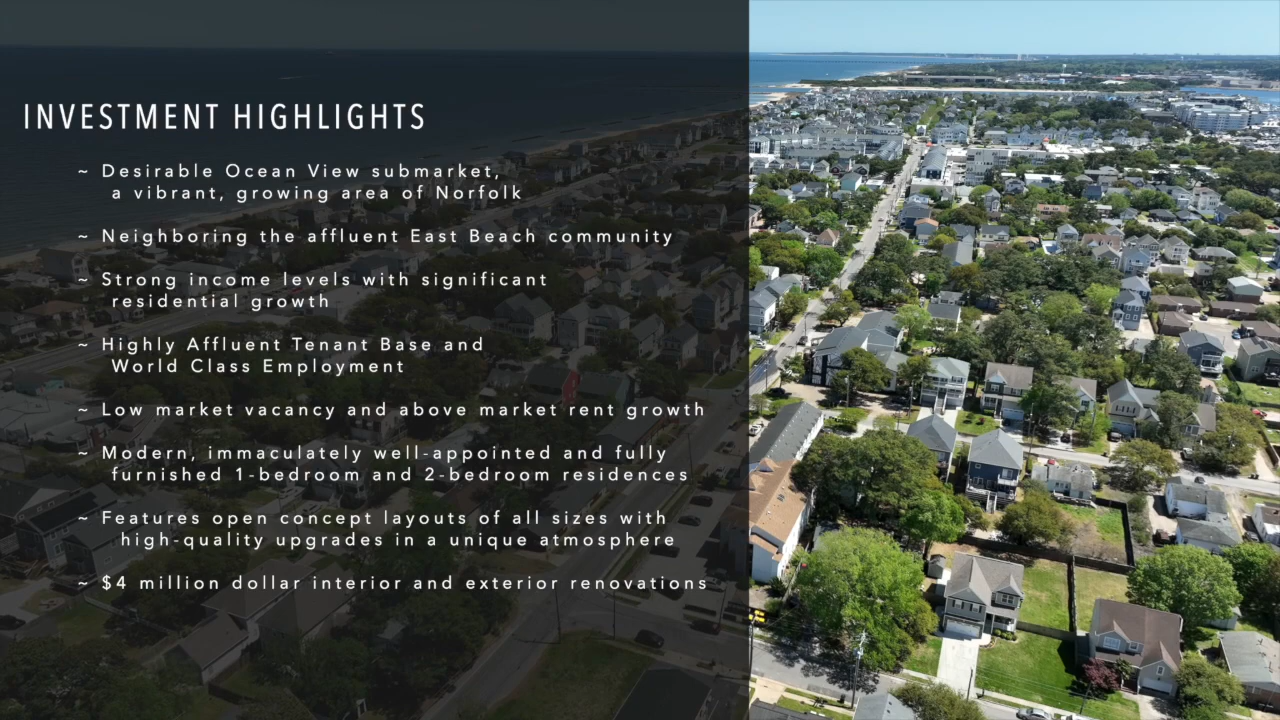 INVESTMENT HIGHLIGHTS
~ Desirable Ocean View submarket,
a vibrant, growing area of Norfolk
~ Neighboring the affluent East Beach community
~ Strong income levels with significant
residential growth
~ Highly Affluent Tenant Base and
World Class Employment
~ Low market vacancy and above market rent growth
~ Modern, immaculately well-appointed and fully
furnished 1-bedroom and 2-bedroom residences
~ Features open concept layouts of all sizes with
high-quality upgrades in a unique atmosphere
~ $4 million dollar interior and exterior renovations